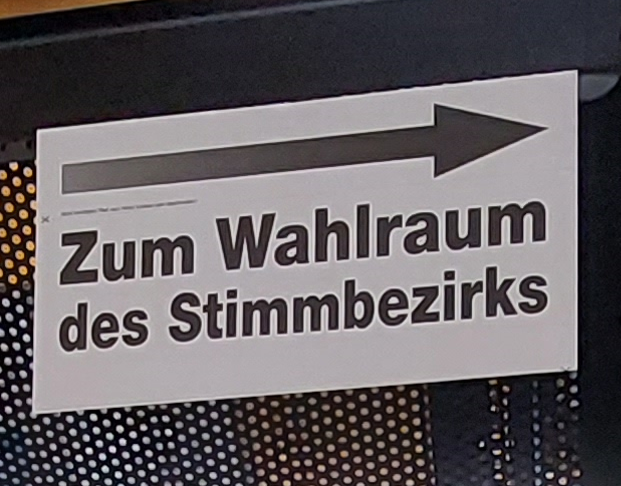 Zum Wahlraum
des Stimmbezirks